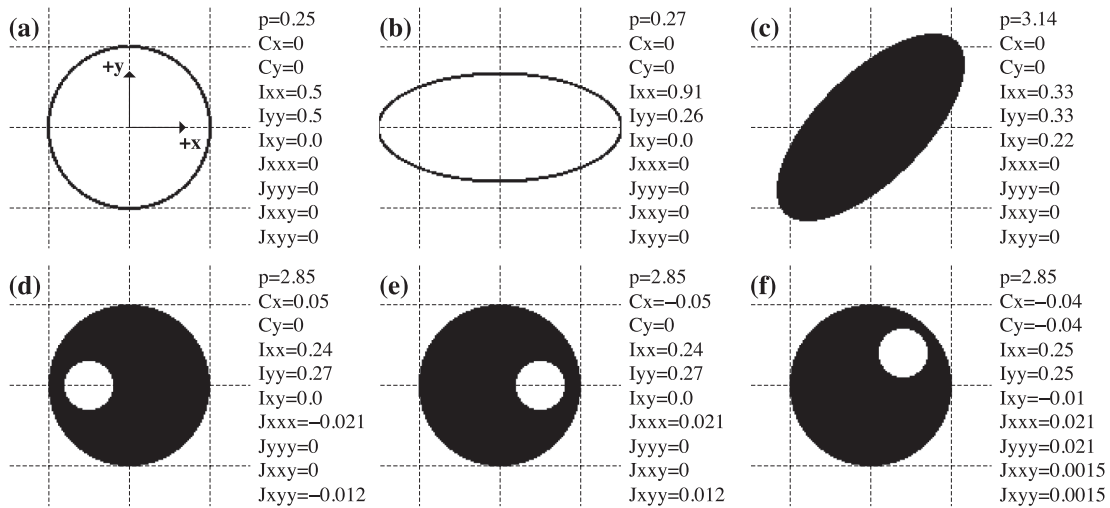 (a)
+y
+x
p=0.25
Cx=0
Cy=0
Ixx=0.5
Iyy=0.5
Ixy=0.0
Jxxx=0
Jyyy=0
Jxxy=0
Jxyy=0
(b)
p=0.27
Cx=0
Cy=0
Ixx=0.91
Iyy=0.26
Ixy=0.0
Jxxx=0
Jyyy=0
Jxxy=0
Jxyy=0
(c)
p=3.14
Cx=0
Cy=0
Ixx=0.33
Iyy=0.33
Ixy=0.22
Jxxx=0
Jyyy=0
Jxxy=0
Jxyy=0
(d)
p=2.85
Cx=0.05
Cy=0
Ixx=0.24
Iyy=0.27
Ixy=0.0
Jxxx=−0.021
Jyyy=0
Jxxy=0
Jxyy=−0.012
(e)
p=2.85
Cx=−0.05
Cy=0
Ixx=0.24
Iyy=0.27
Ixy=0.0
Jxxx=0.021
Jyyy=0
Jxxy=0
Jxyy=0.012
(f)
p=2.85
Cx=−0.04
Cy=−0.04
Ixx=0.25
Iyy=0.25
Ixy=−0.01
Jxxx=0.021
Jyyy=0.021
Jxxy=0.0015
Jxyy=0.0015